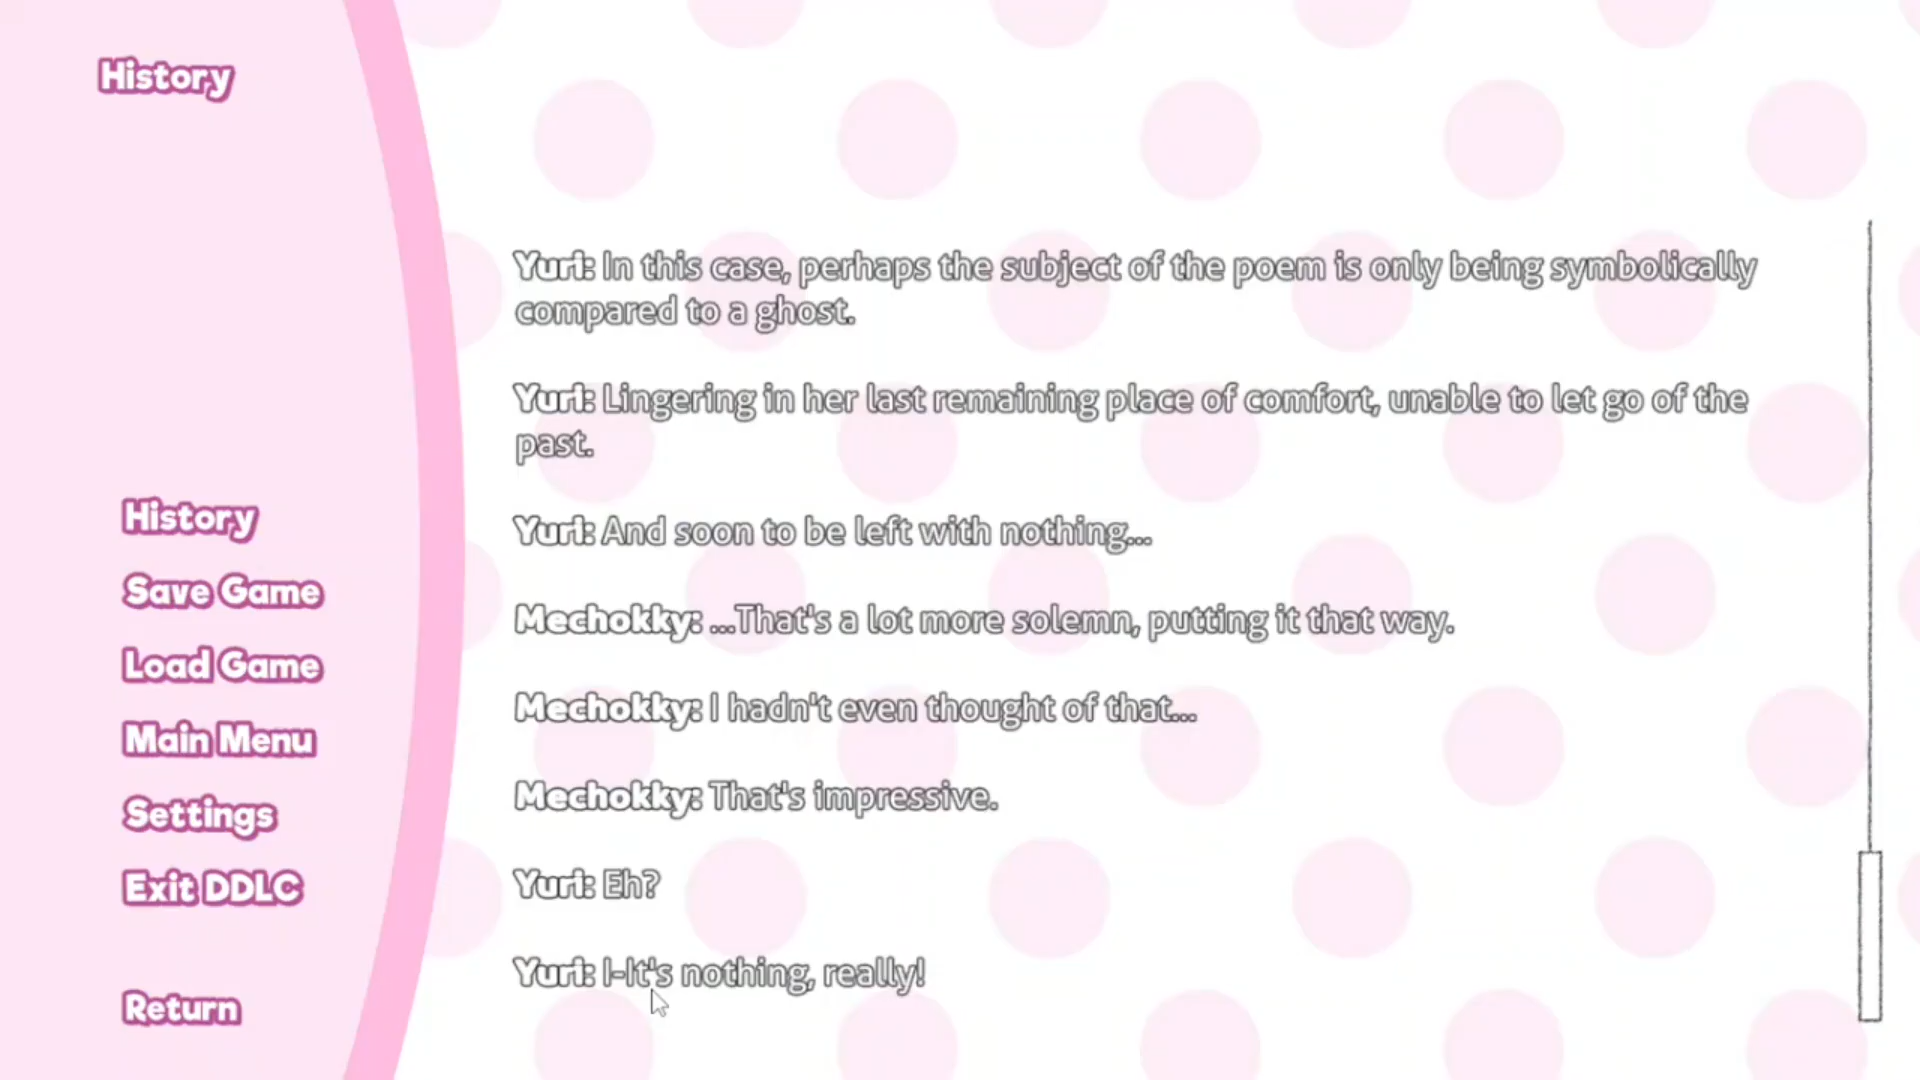 History
Yuri: In this case, perhaps the subject of the poem is only being symbolically
compared to a ghost.
Yuri: Lingering in her last remaining place of comfort, unable to let go of the
past.
Yuri: And soon to be left with nothing...
Mechokky: ...That's a lot more solemn, putting it that way.
Mechokky: I hadn't even thought of that...
Mechokky: That's impressive.
Yuri: Eh?
Yuri: I-It's nothing, really!
History
Save Game
Load Game
Main Menu
Settings
Exit DDLC
Return